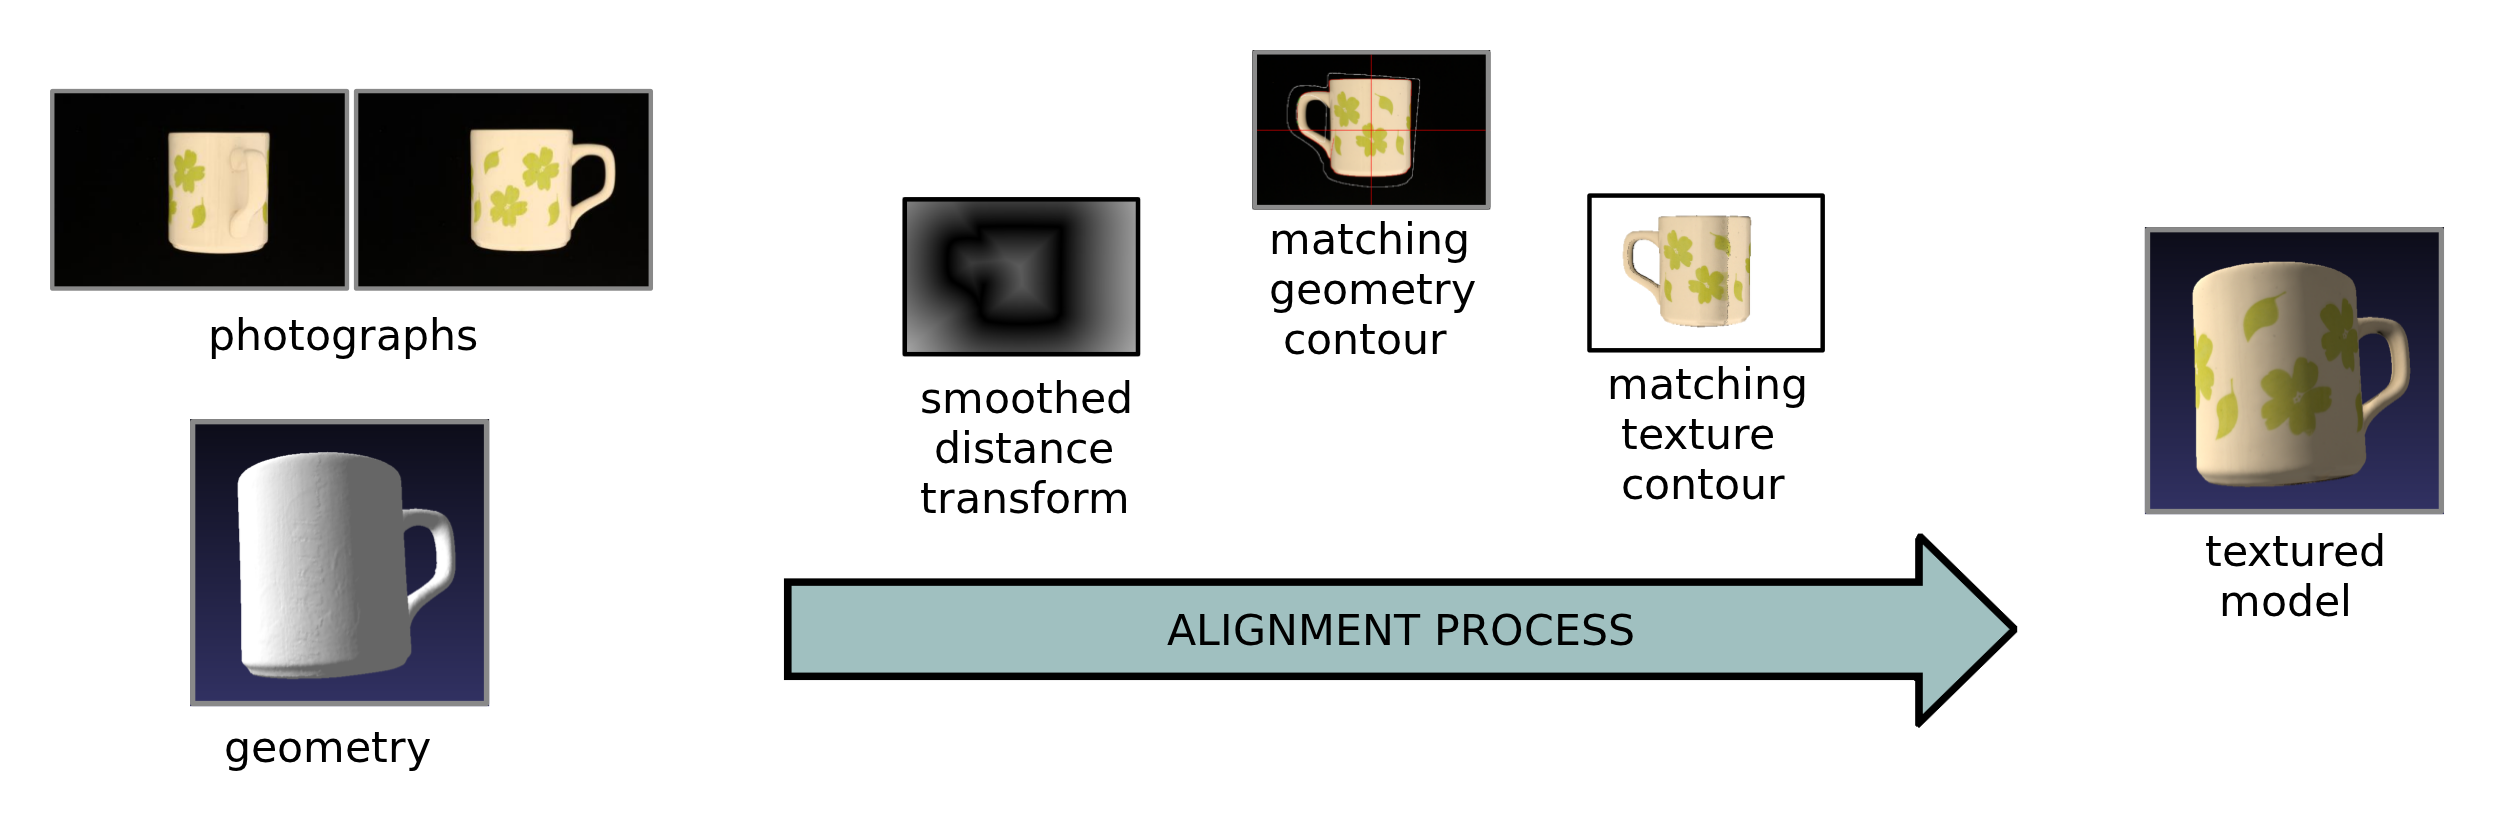 photographs
geometry
smoothed
distance
transform
matching
geometry
contour
matching
texture
contour
ALIGNMENT PROCESS
textured
model